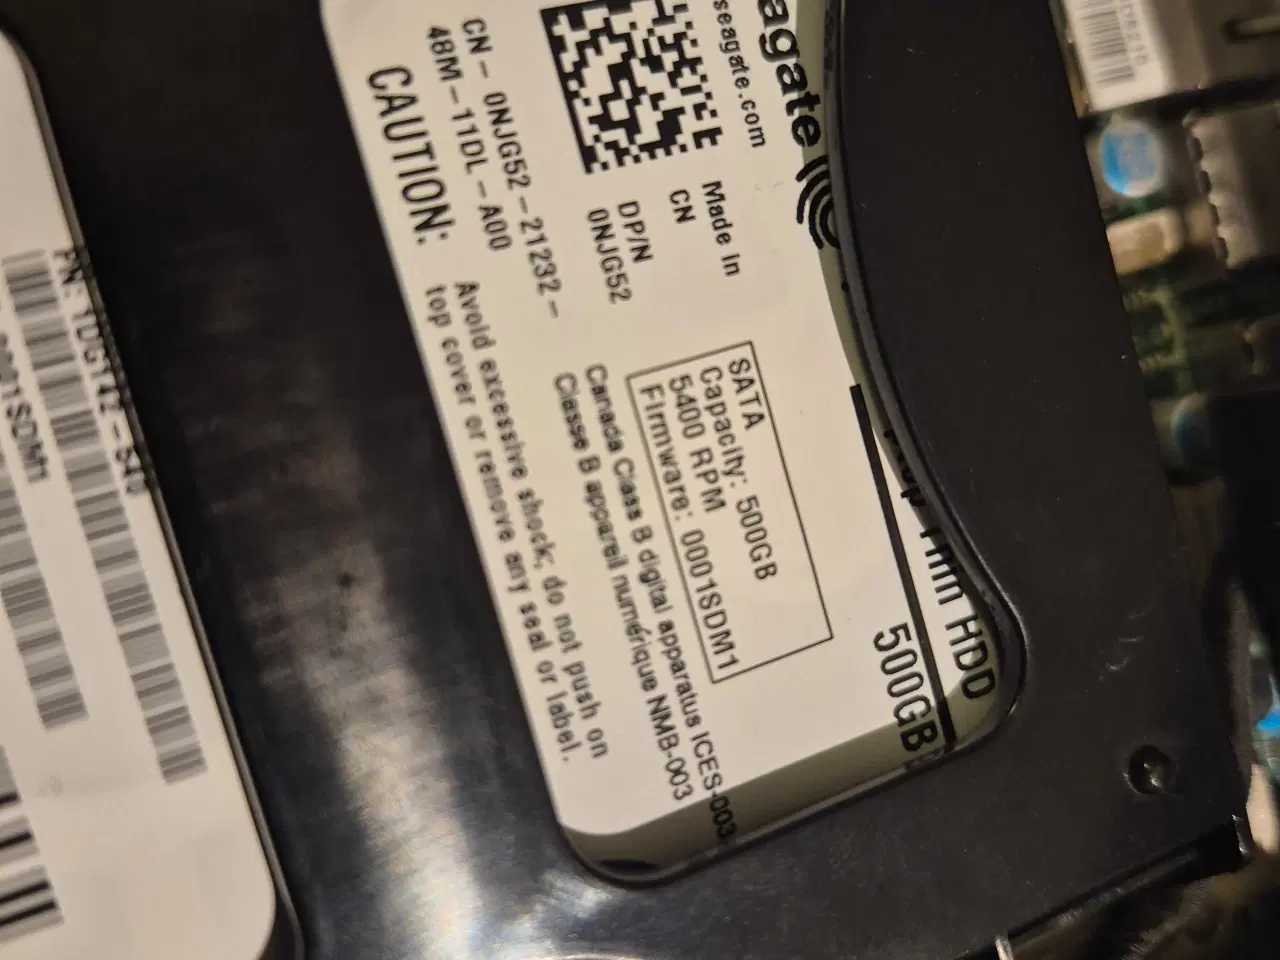 agate
seagate.com
Made In
CN
DP/N
0NJG52
CN - 0NJG52 - 21232 -
48M - 11DL - A00
CAUTION:
Avoid excessive shock; do not push on
top cover or remove any seal or label.
HDD
500GB
SATA
Capacity: 500GB
5400 RPM
Firmware: 0001SDM1
Canada Class B digital apparatus ICES-003
Classe B appareil numérique NMB-003
PN: